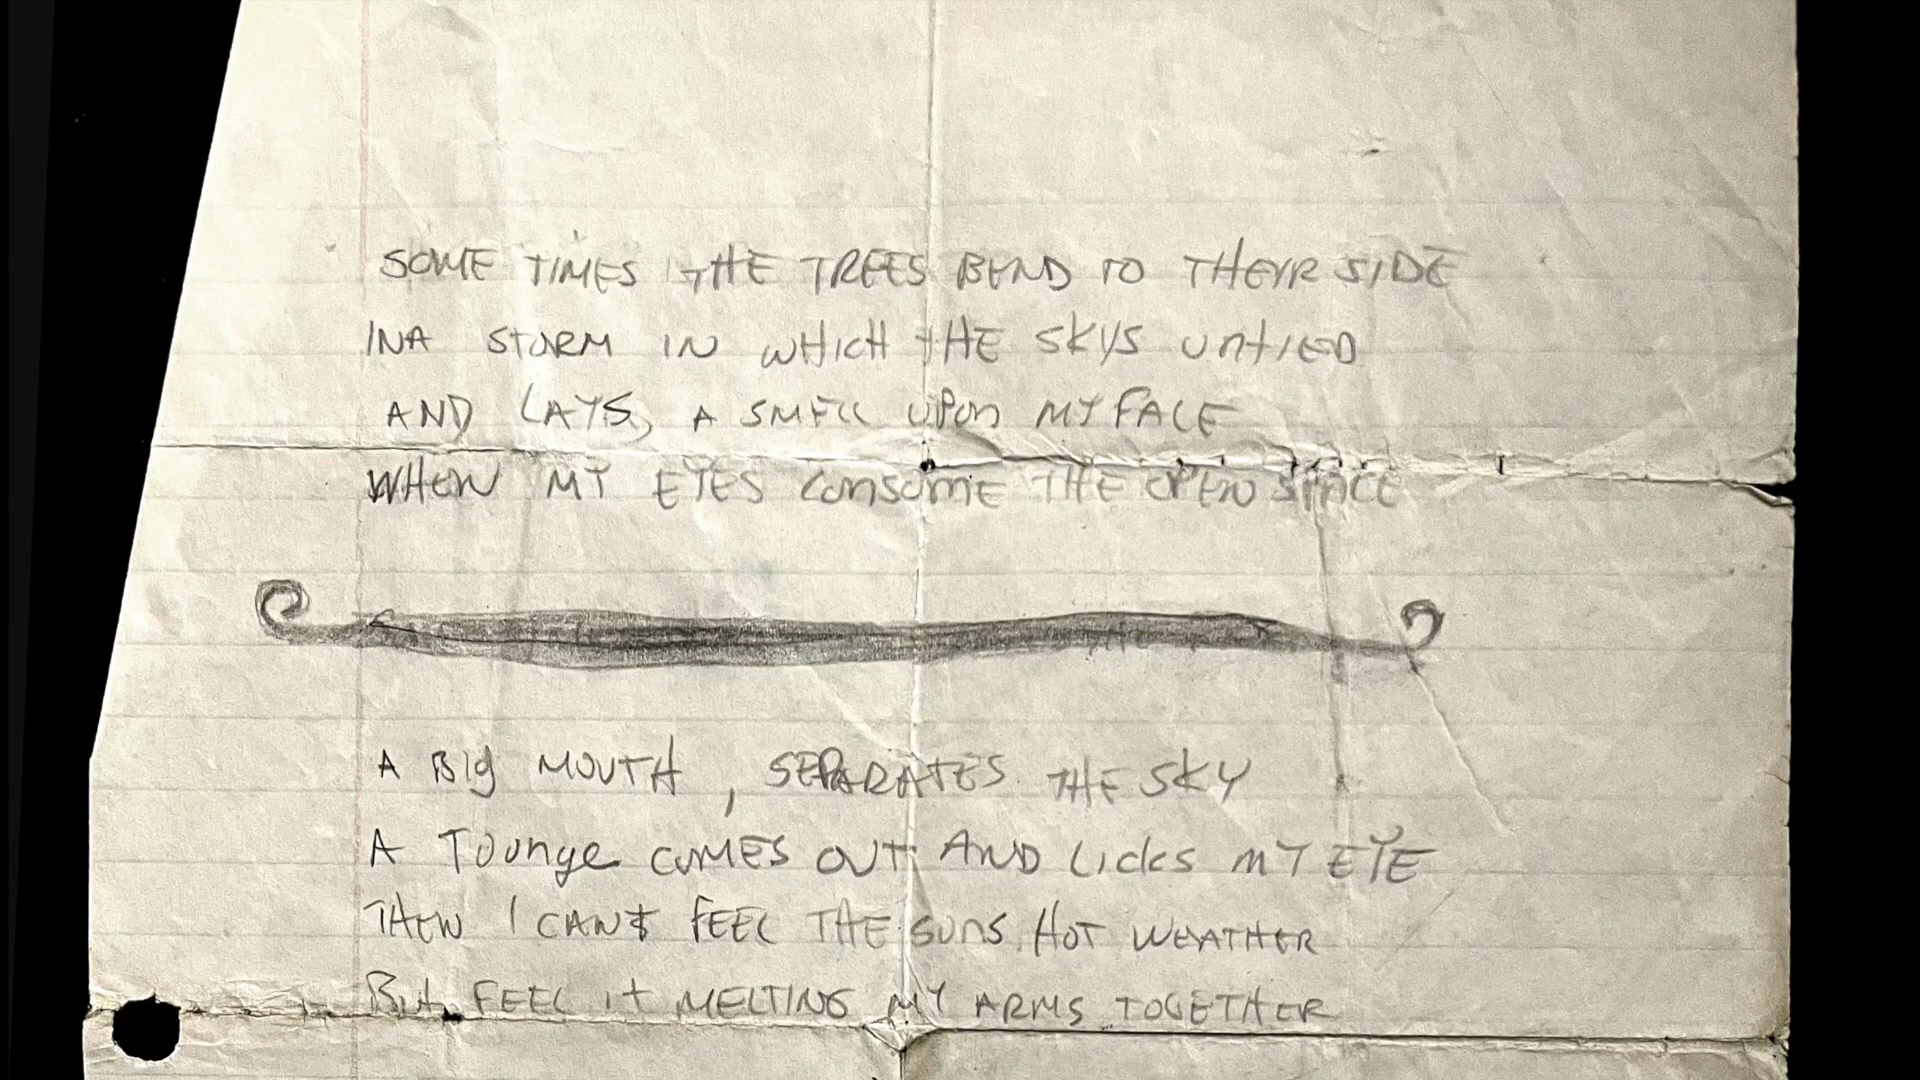 SOME TIMES THE TREES BEND TO THEIR SIDE
INA STORM IN WHICH tHE SKYS UntIED
AND LAYS, A SMELL UPon MY FACE
WHEN MY EYES ConsUME THE OPEN SPACE
A BIg MOUTH, SEPARATES THE SKY
A TOUnge COMES OUT AND LIcks MY EYE
THEN I CANt FEEL THE SUnS HOT WEATHER
BUt FEEL It MELTING MY ARMS TOGETHER